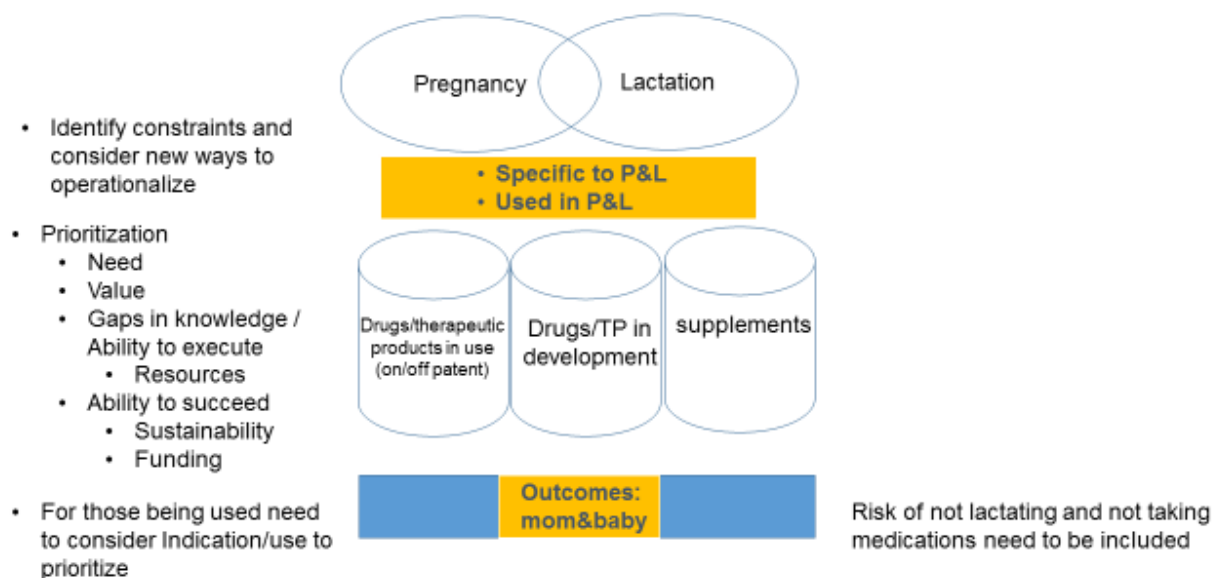 Pregnancy
Lactation
• Identify constraints and
consider new ways to
operationalize
• Specific to P&L
• Used in P&L
• Prioritization
• Need
• Value
• Gaps in knowledge /
Ability to execute
• Resources
• Ability to succeed
• Sustainability
• Funding
Drugs/therapeutic
products in use
(on/off patent)
Drugs/TP in
development
supplements
• For those being used need
to consider Indication/use to
prioritize
Outcomes:
mom&baby
Risk of not lactating and not taking
medications need to be included